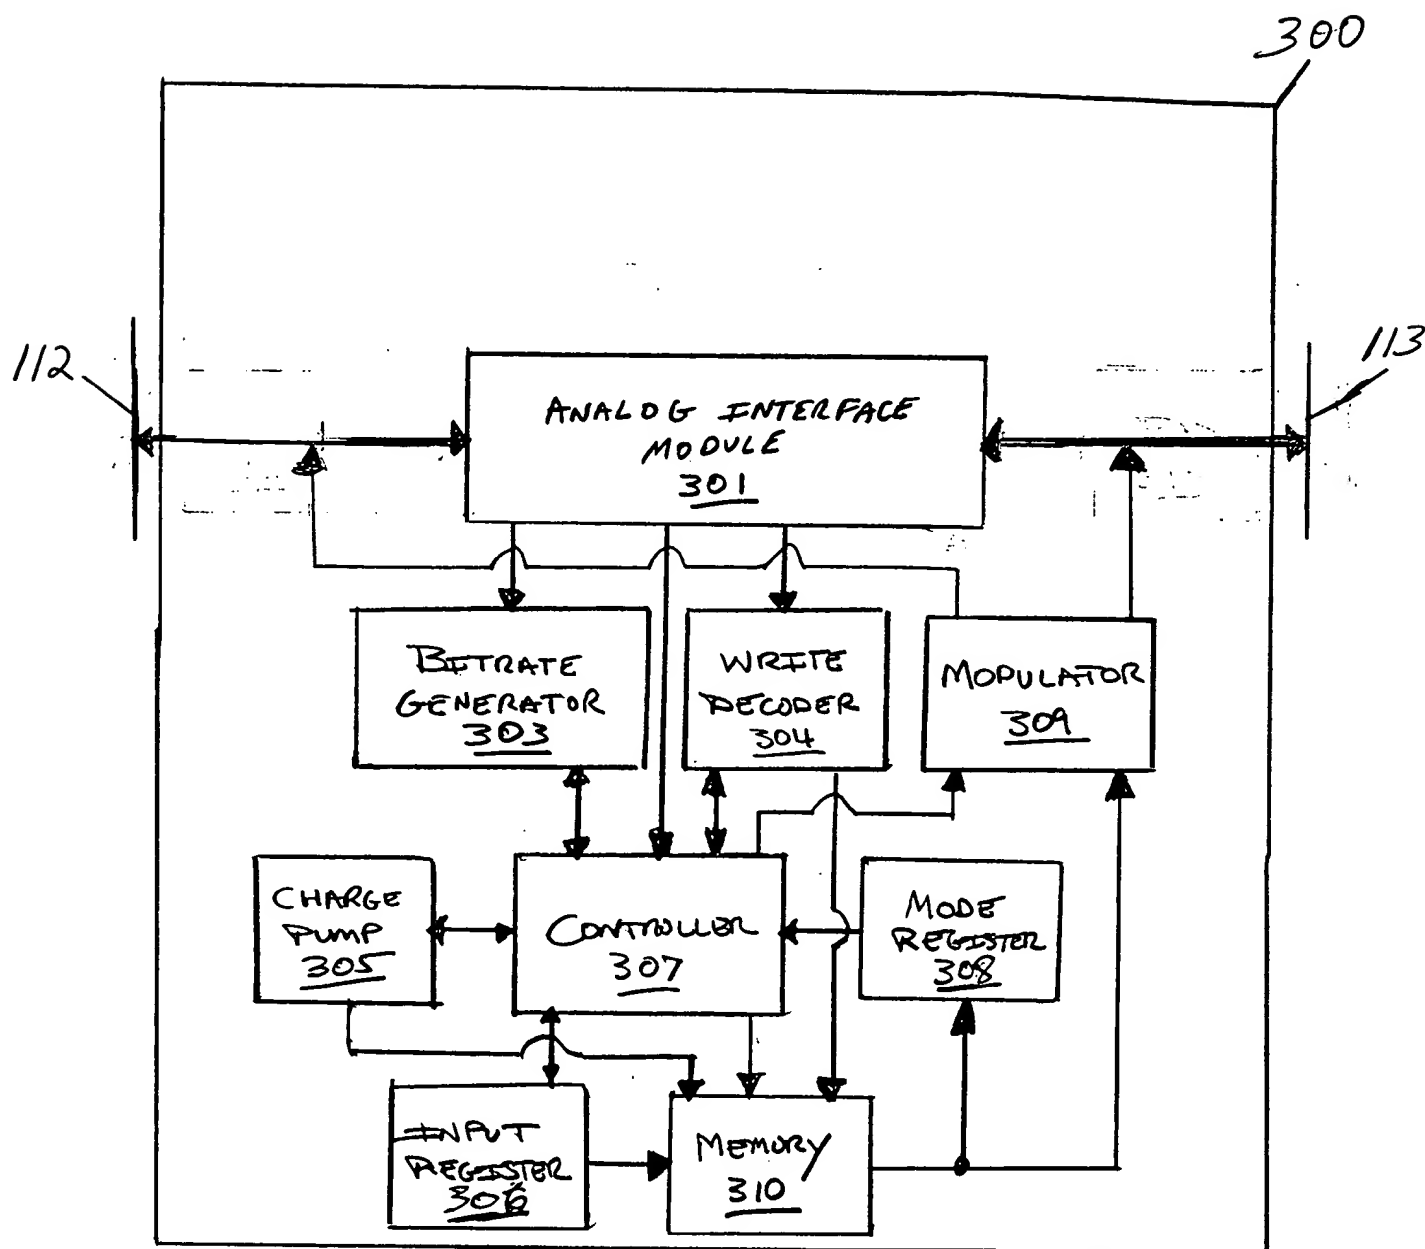 300
112
113
ANALOG INTERFACE
MODULE
301
BITRATE
GENERATOR
303
WRITE
DECODER
304
MODULATOR
309
CHARGE
PUMP
305
CONTROLLER
307
MODE
REGISTER
308
INPUT
REGISTER
306
MEMORY
310